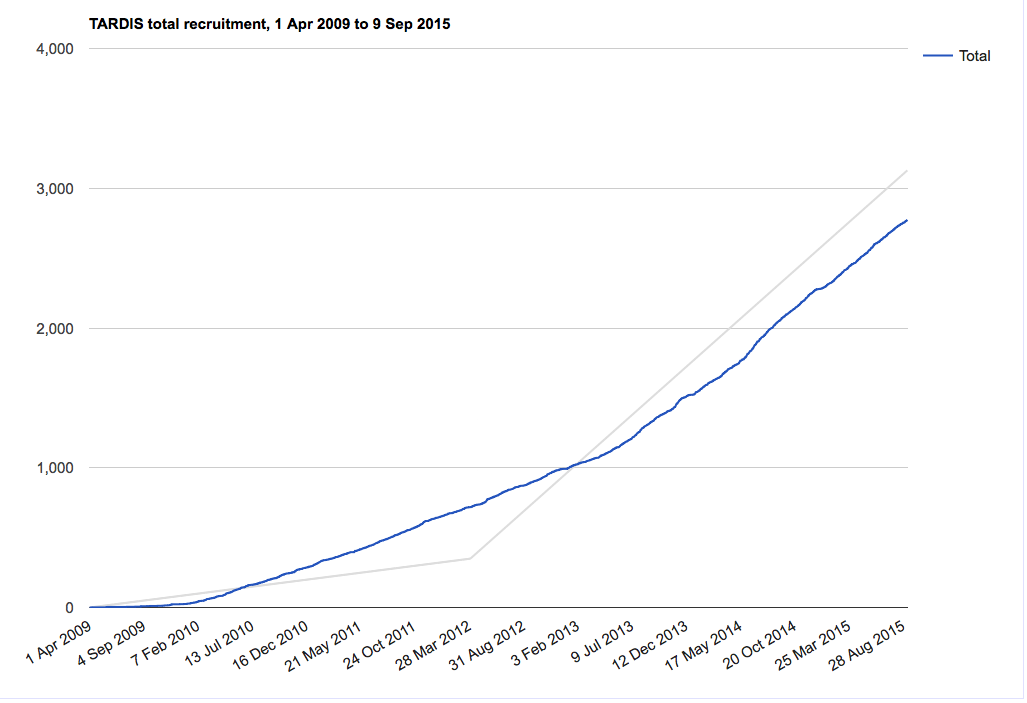 TARDIS total recruitment, 1 Apr 2009 to 9 Sep 2015
4,000
Total
3,000
2,000
1,000
0
1 Apr 2009
4 Sep 2009
7 Feb 2010
13 Jul 2010
16 Dec 2010
21 May 2011
24 Oct 2011
28 Mar 2012
31 Aug 2012
3 Feb 2013
9 Jul 2013
12 Dec 2013
17 May 2014
20 Oct 2014
25 Mar 2015
28 Aug 2015